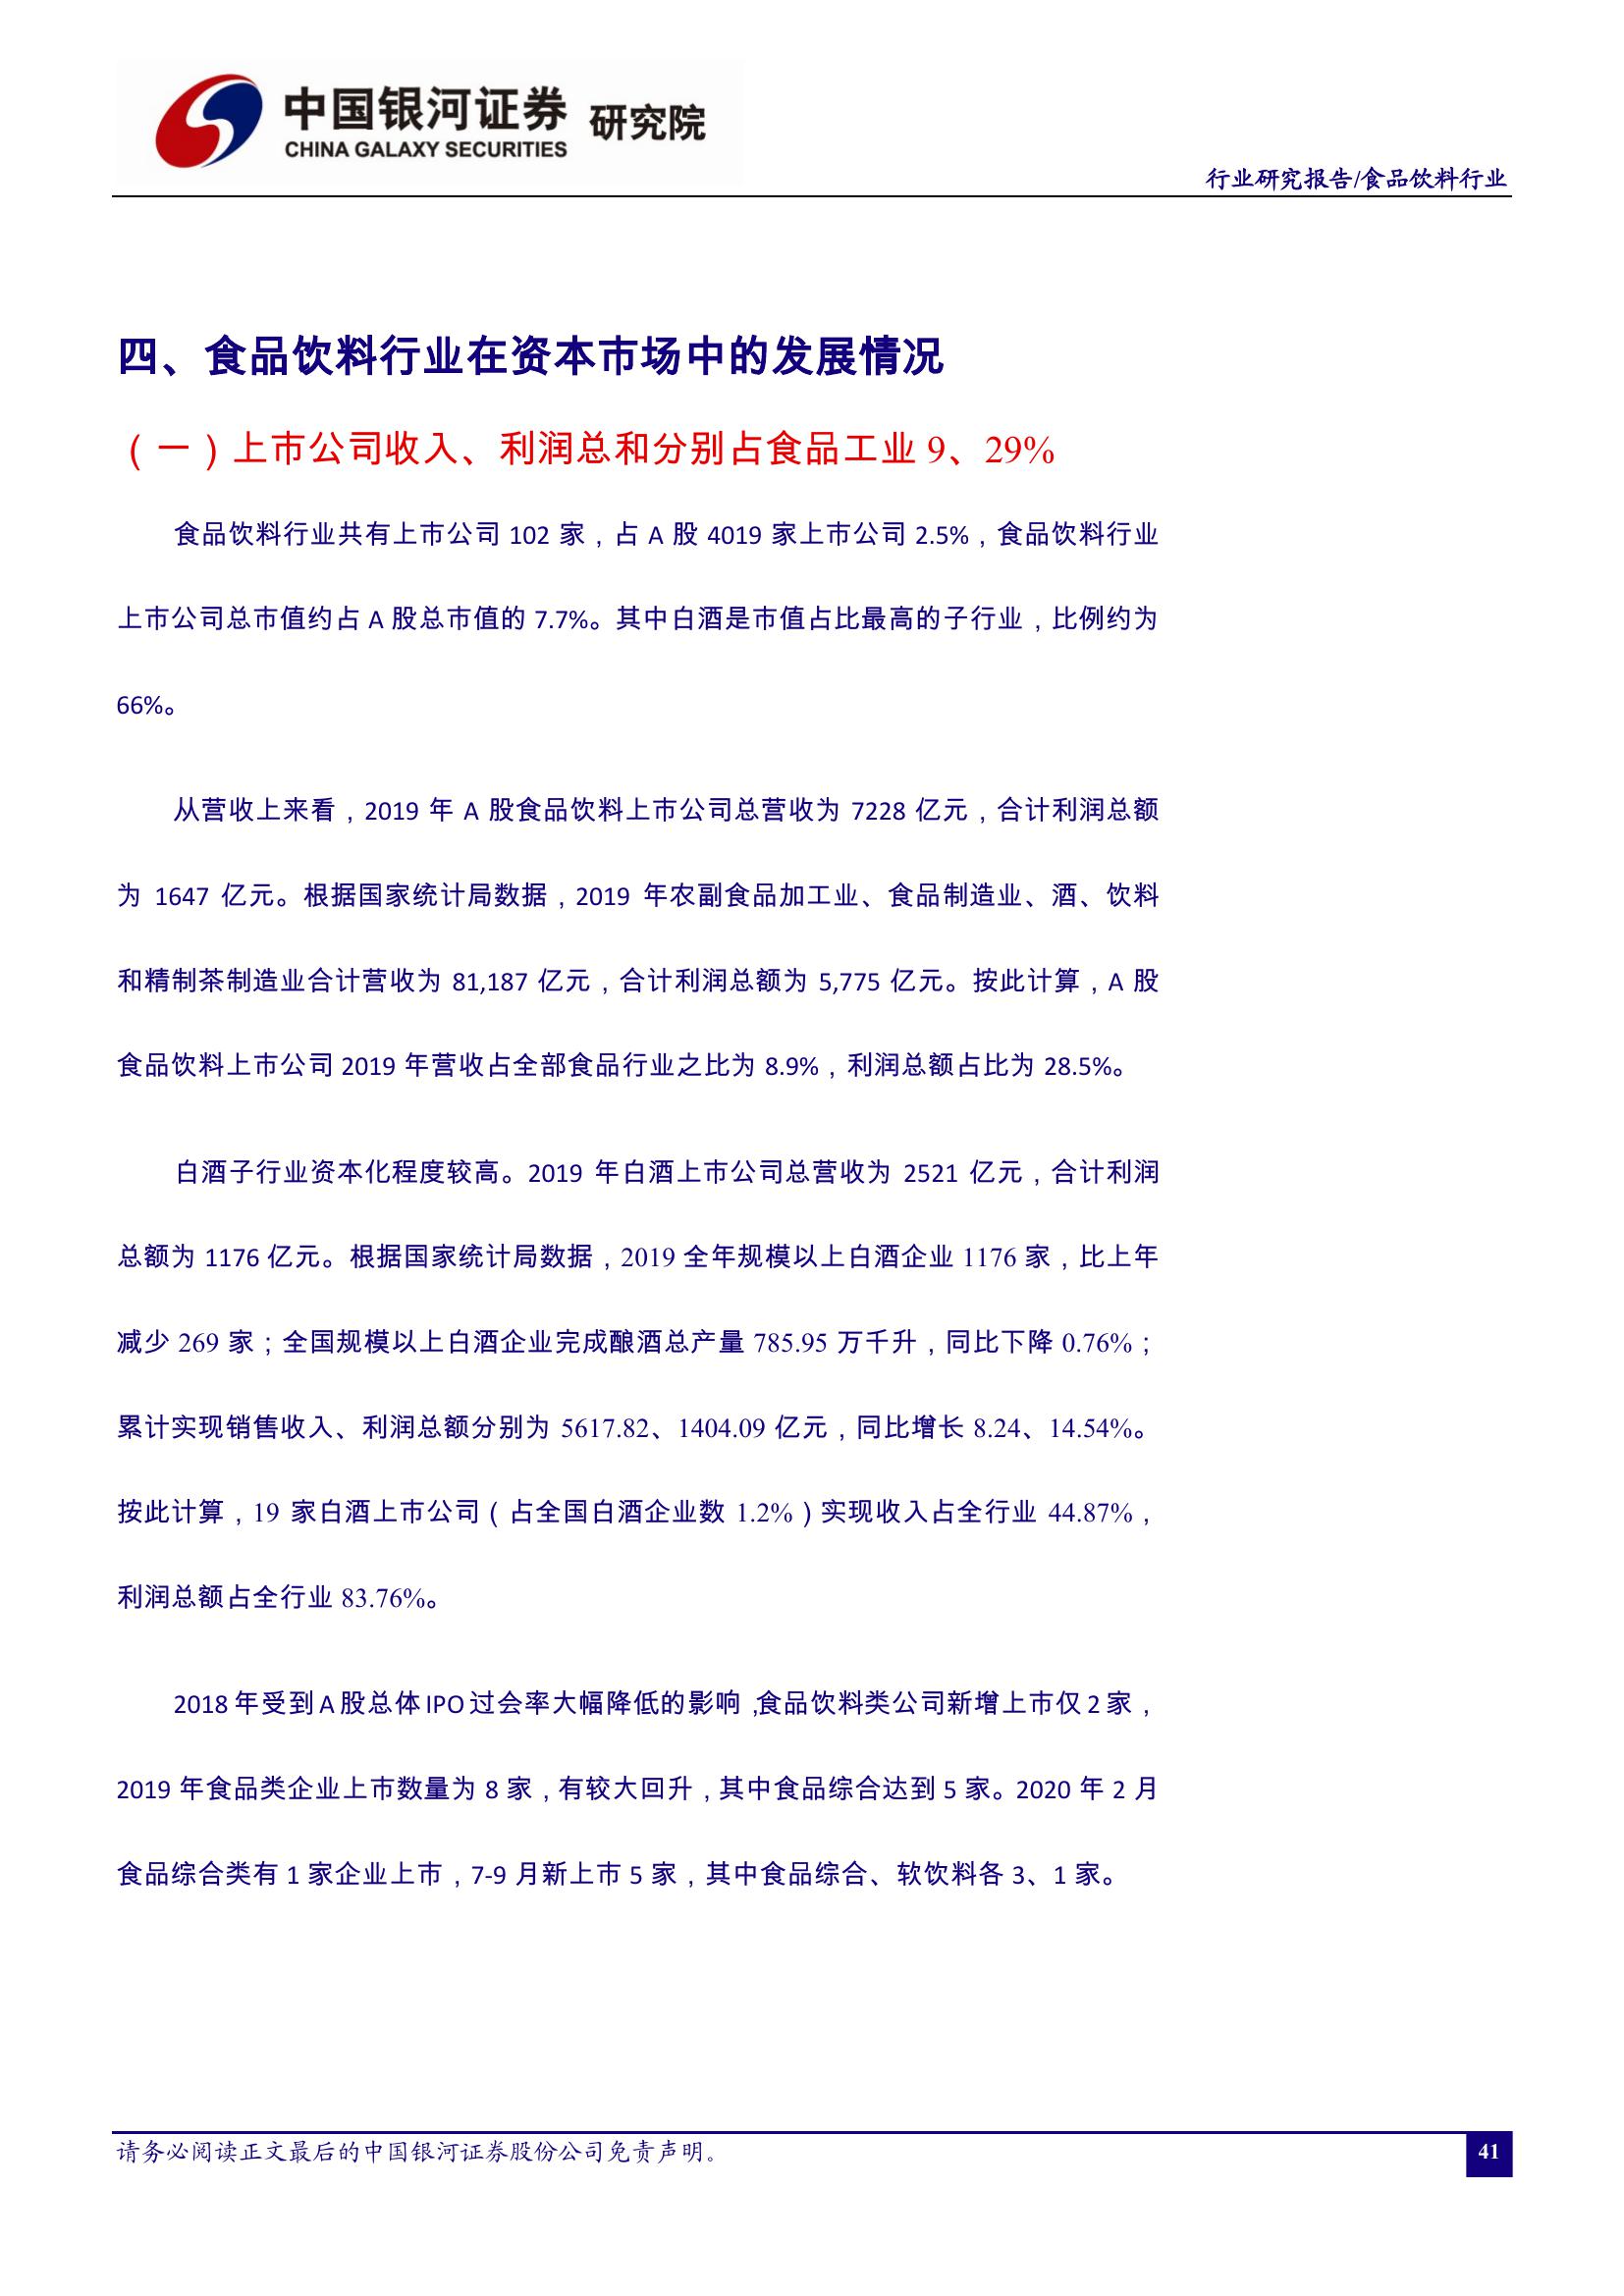 中国银河证券 研究院
CHINA GALAXY SECURITIES
行业研究报告/食品饮料行业
四、食品饮料行业在资本市场中的发展情况
（一）上市公司收入、利润总和分别占食品工业 9、29%
食品饮料行业共有上市公司 102 家，占 A 股 4019 家上市公司 2.5%，食品饮料行业
上市公司总市值约占 A 股总市值的 7.7%。其中白酒是市值占比最高的子行业，比例约为
66%。
从营收上来看，2019 年 A 股食品饮料上市公司总营收为 7228 亿元，合计利润总额
为 1647 亿元。根据国家统计局数据，2019 年农副食品加工业、食品制造业、酒、饮料
和精制茶制造业合计营收为 81,187 亿元，合计利润总额为 5,775 亿元。按此计算，A 股
食品饮料上市公司 2019 年营收占全部食品行业之比为 8.9%，利润总额占比为 28.5%。
白酒子行业资本化程度较高。2019 年白酒上市公司总营收为 2521 亿元，合计利润
总额为 1176 亿元。根据国家统计局数据，2019 全年规模以上白酒企业 1176 家，比上年
减少 269 家；全国规模以上白酒企业完成酿酒总产量 785.95 万千升，同比下降 0.76%；
累计实现销售收入、利润总额分别为 5617.82、1404.09 亿元，同比增长 8.24、14.54%。
按此计算，19 家白酒上市公司（占全国白酒企业数 1.2%）实现收入占全行业 44.87%，
利润总额占全行业 83.76%。
2018 年受到 A 股总体 IPO 过会率大幅降低的影响，食品饮料类公司新增上市仅 2 家，
2019 年食品类企业上市数量为 8 家，有较大回升，其中食品综合达到 5 家。2020 年 2 月
食品综合类有 1 家企业上市，7-9 月新上市 5 家，其中食品综合、软饮料各 3、1 家。
请务必阅读正文最后的中国银河证券股份公司免责声明。
41